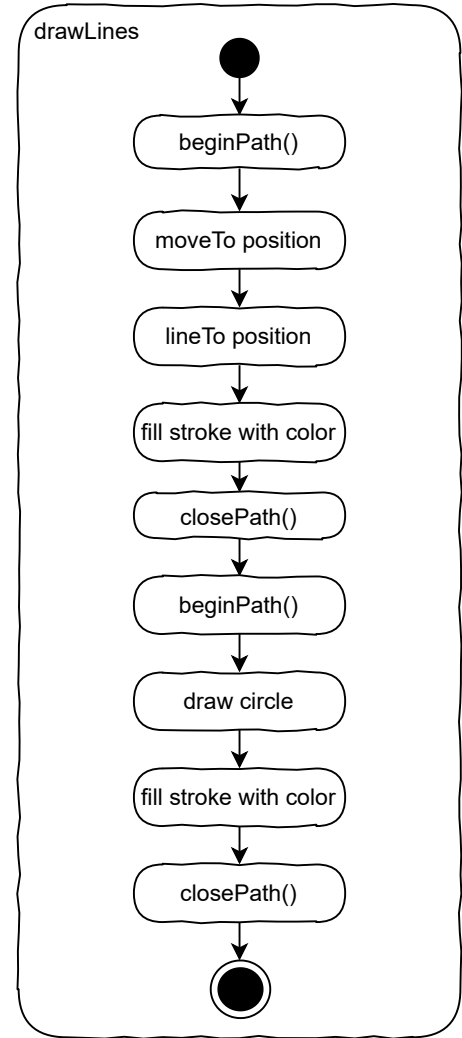 drawLines
beginPath()
moveTo position
lineTo position
fill stroke with color
closePath()
beginPath()
draw circle
fill stroke with color
closePath()